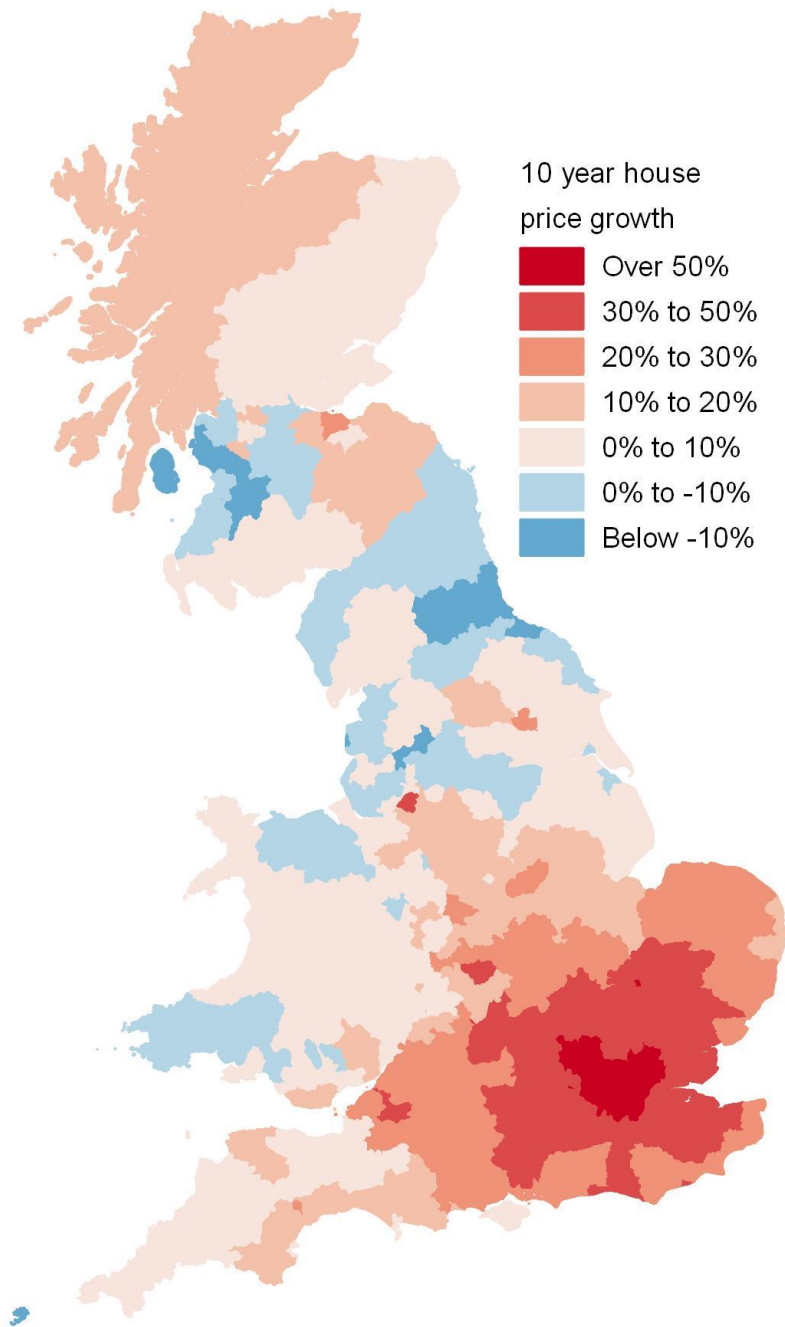 10 year house
price growth
Over 50%
30% to 50%
20% to 30%
10% to 20%
0% to 10%
0% to -10%
Below -10%